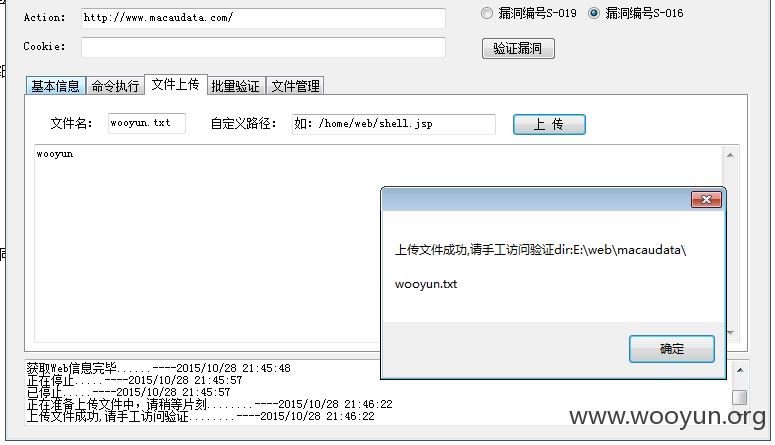 Action: http://www.macaudata.com/ 漏洞编号S-019 漏洞编号S-016
Cookie: 验证漏洞
基本信息 命令执行 文件上传 批量验证 文件管理
文件名: wooyun.txt 自定义路径: 如: /home/web/shell.jsp 上 传
wooyun
上传文件成功,请手工访问验证dir:E:\web\macaudata\
wooyun.txt
确定
获取Web信息完毕......----2015/10/28 21:45:48
正在停止.....----2015/10/28 21:45:57
已停止.....----2015/10/28 21:45:57
正在准备上传文件中，请稍等片刻........----2015/10/28 21:46:22
上传文件成功,请手工访问验证........----2015/10/28 21:46:22
www.wooyun.org